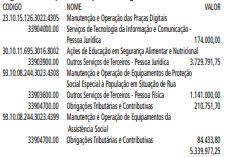 CODIGO NOME VALOR
23.10.15.126.3022.4305 Manutenção e Operação das Praças Digitais
33904000.00 Serviços de Tecnologia da Informação e Comunicação -
Pessoa Jurídica 174.000,00
30.10.11.695.3016.8002 Ações de Educação em Segurança Alimentar e Nutricional
33903900.00 Outros Serviços de Terceiros - Pessoa Jurídica 3.729.791,75
93.10.08.244.3023.4308 Manutenção e Operação de Equipamentos de Proteção
Social Especial à População em Situação de Rua
33903600.00 Outros Serviços de Terceiros - Pessoa Física 1.141.000,00
33904700.00 Obrigações Tributárias e Contributivas 210.751,70
93.10.08.244.3023.4399 Manutenção e Operação de Equipamentos da
Assistência Social
33904700.00 Obrigações Tributárias e Contributivas 84.433,80
5.339.977,25